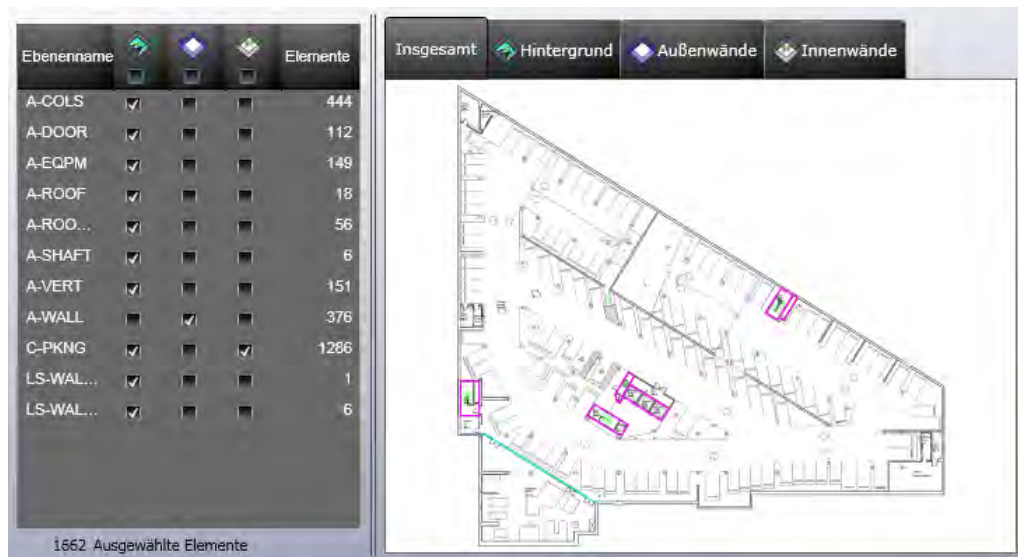 Ebenenname Elemente
A-COLS 444
A-DOOR 112
A-EQPM 149
A-ROOF 18
A-ROO... 56
A-SHAFT 6
A-VERT 151
A-WALL 376
C-PKNG 1286
LS-WAL... 1
LS-WAL... 6
1662 Ausgewählte Elemente
Insgesamt Hintergrund Außenwände Innenwände